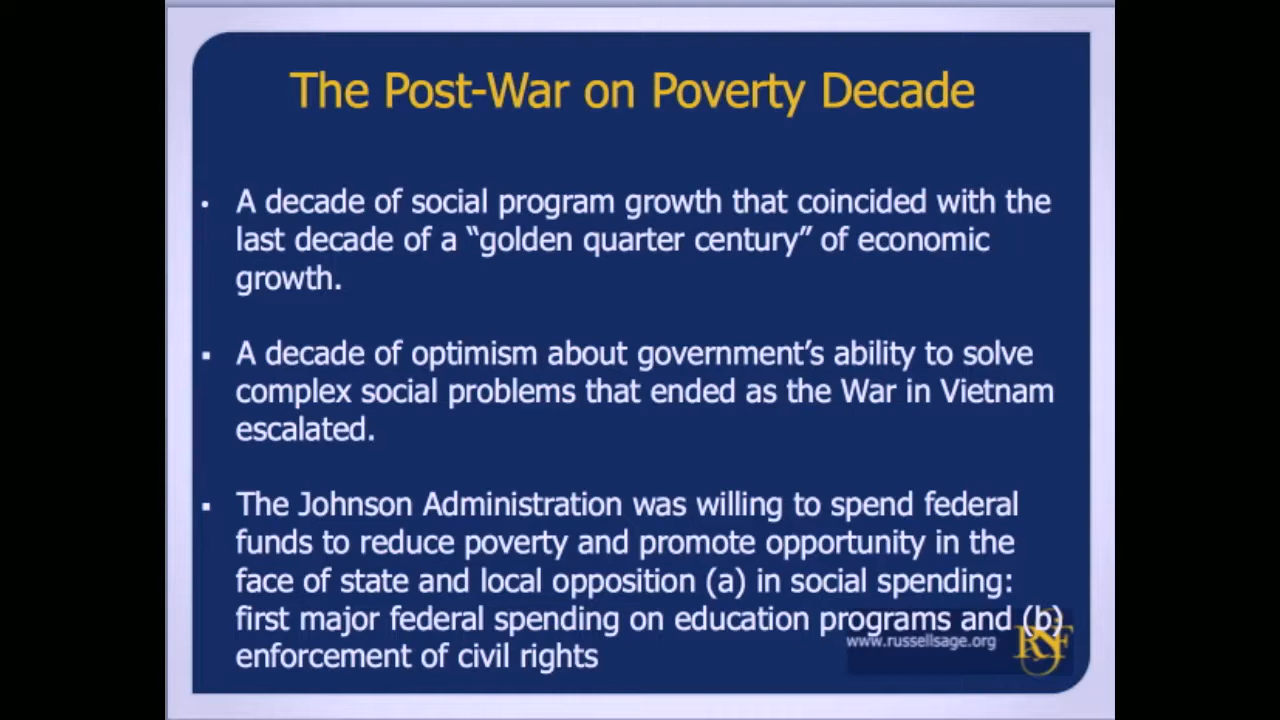 The Post-War on Poverty Decade
▪ A decade of social program growth that coincided with the
last decade of a “golden quarter century” of economic
growth.
▪ A decade of optimism about government’s ability to solve
complex social problems that ended as the War in Vietnam
escalated.
▪ The Johnson Administration was willing to spend federal
funds to reduce poverty and promote opportunity in the
face of state and local opposition (a) in social spending:
first major federal spending on education programs and (b)
enforcement of civil rights
www.russellsage.org
RSF